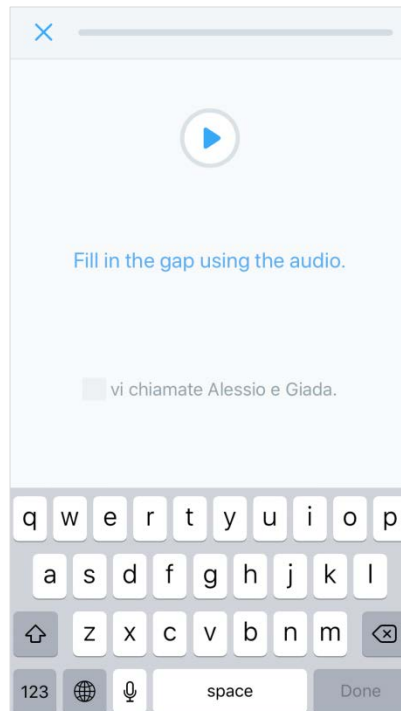 Fill in the gap using the audio.
vi chiamate Alessio e Giada.
q w e r t y u i o p
a s d f g h j k l
z x c v b n m
123 space Done